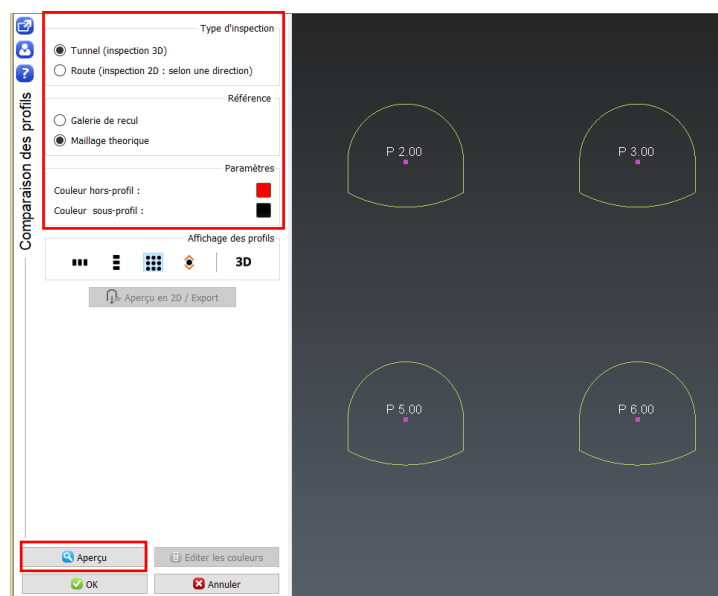 Comparaison des profils
Type d'inspection
Tunnel (inspection 3D)
Route (inspection 2D : selon une direction)
Référence
Galerie de recul
Maillage theorique
Paramètres
Couleur hors-profil :
Couleur sous-profil :
Affichage des profils
3D
Aperçu en 2D / Export
Aperçu
Editer les couleurs
OK
Annuler
P 2.00
P 3.00
P 5.00
P 6.00